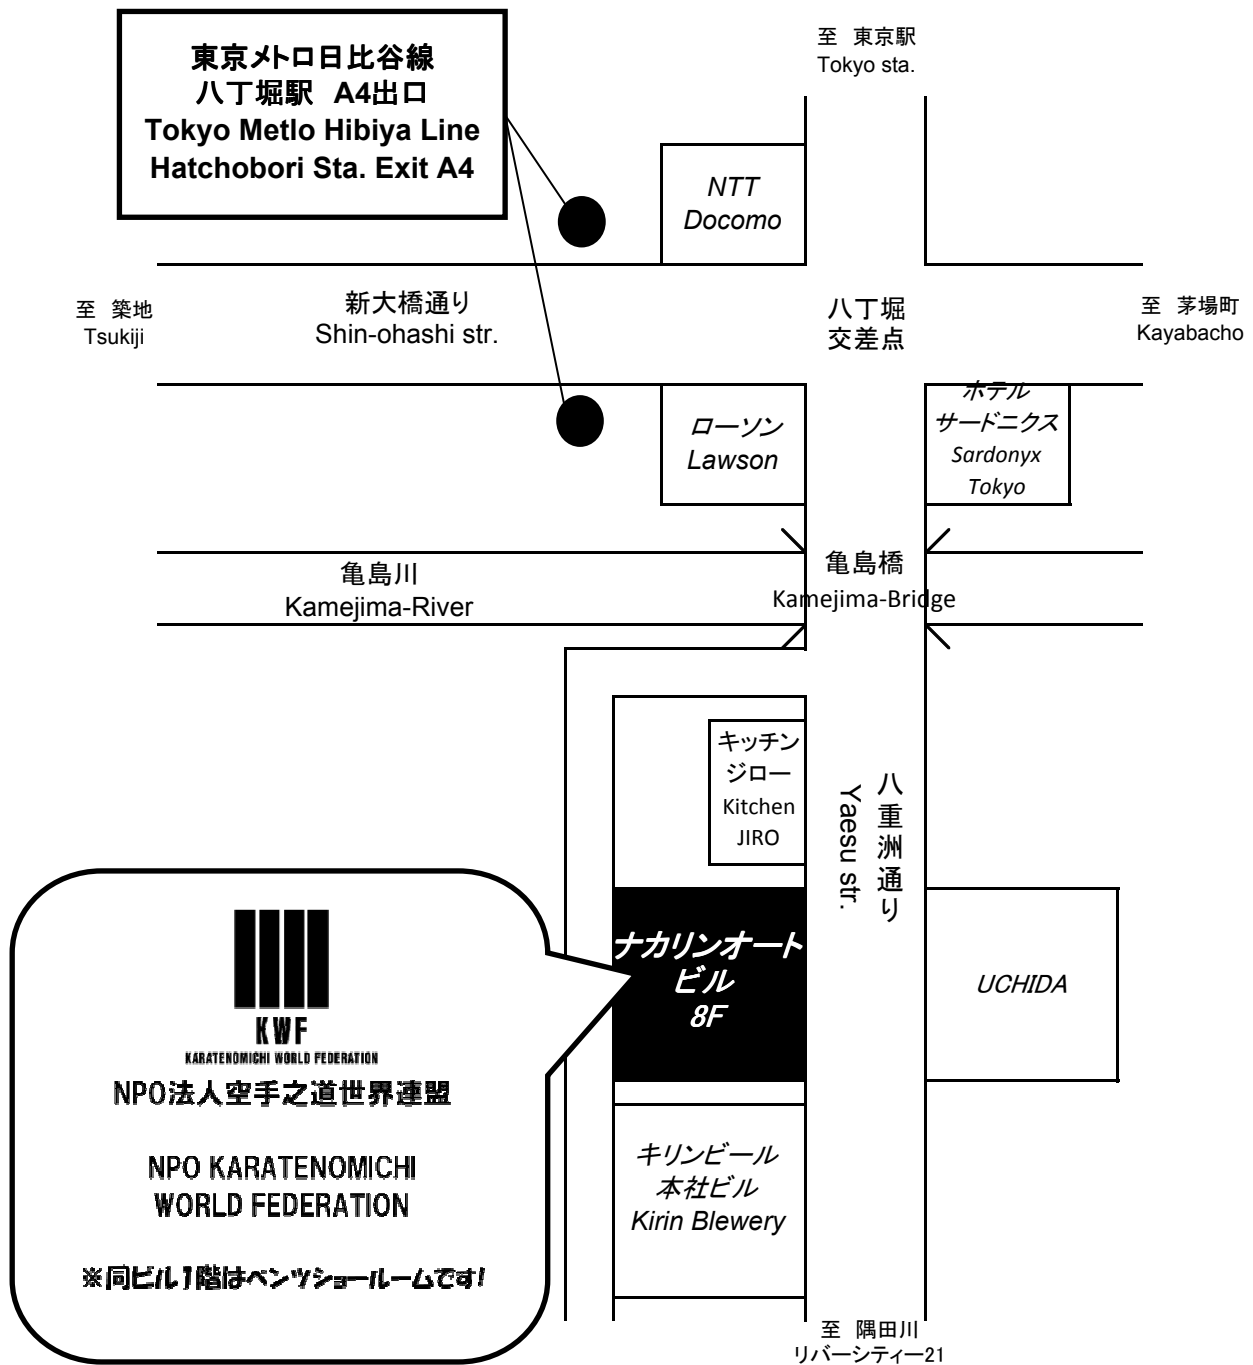 東京メトロ日比谷線
八丁堀駅　A4出口
Tokyo Metlo Hibiya Line
Hatchobori Sta. Exit A4
至　東京駅
Tokyo sta.
NTT
Docomo
至　築地
Tsukiji
新大橋通り
Shin-ohashi str.
八丁堀
交差点
至　茅場町
Kayabacho
ローソン
Lawson
ホテル
サードニクス
Sardonyx
Tokyo
亀島川
Kamejima-River
亀島橋
Kamejima-Bridge
キッチン
ジロー
Kitchen
JIRO
八重洲通り
Yaesu str.
ナカリンオート
ビル
8F
UCHIDA
KWF
KARATENOMICHI WORLD FEDERATION
NPO法人空手之道世界連盟
NPO KARATENOMICHI
WORLD FEDERATION
※同ビル1階はベンツショールームです!
キリンビール
本社ビル
Kirin Blewery
至　隅田川
リバーシティー21